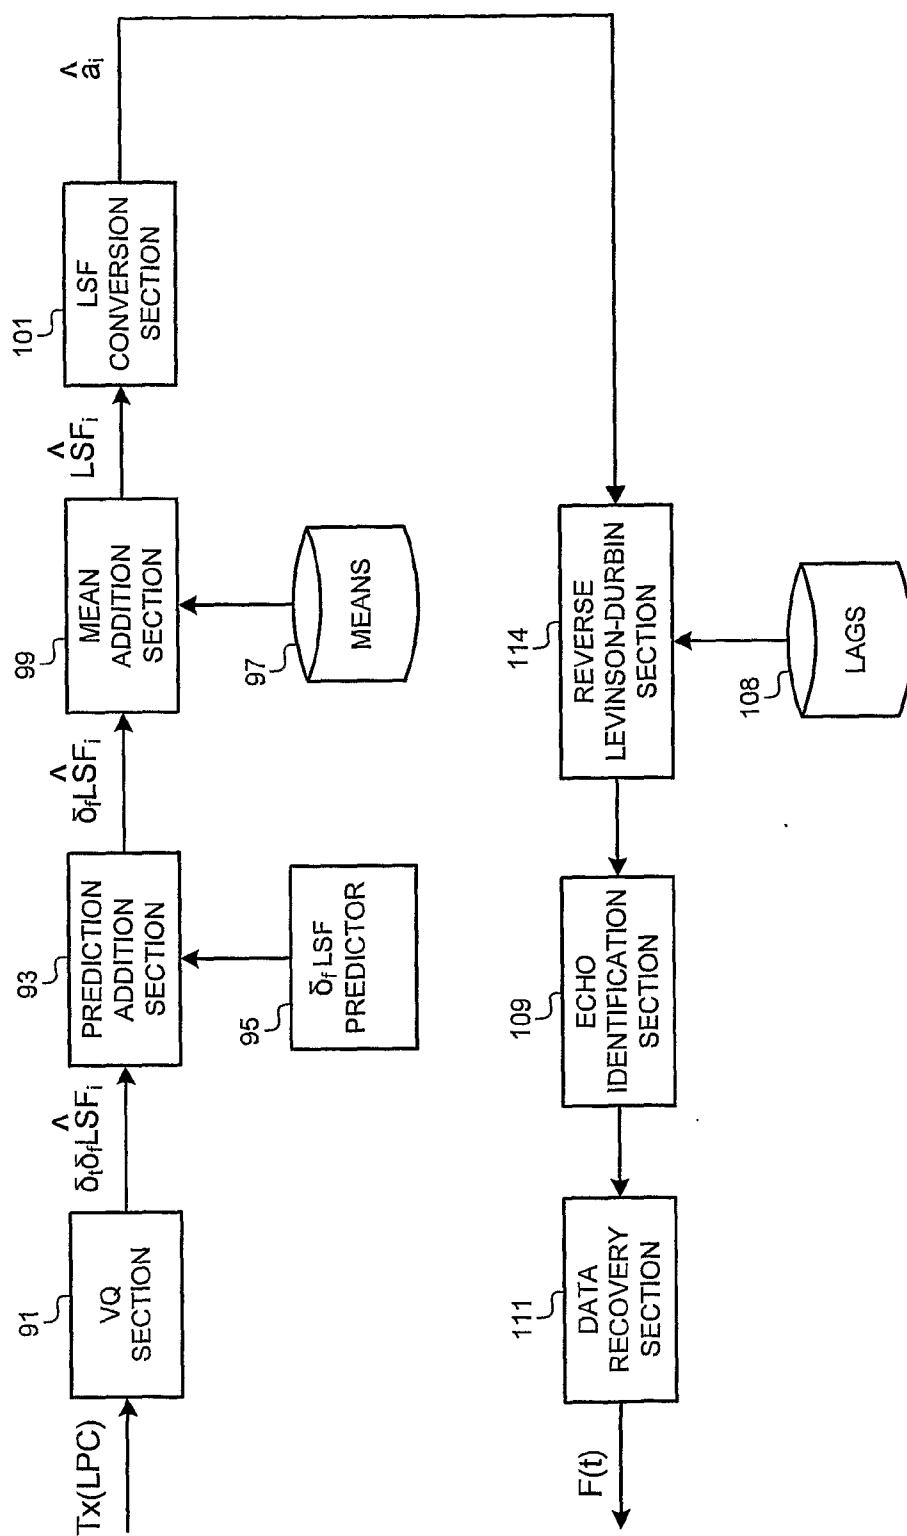 Tx(LPC)
91
VQ
SECTION
δ̂tδfLSFi
93
PREDICTION
ADDITION
SECTION
95
δf LSF
PREDICTOR
δfLŜFi
99
MEAN
ADDITION
SECTION
97
MEANS
LŜFi
101
LSF
CONVERSION
SECTION
âi
114
REVERSE
LEVINSON-DURBIN
SECTION
108
LAGS
109
ECHO
IDENTIFICATION
SECTION
111
DATA
RECOVERY
SECTION
F(t)